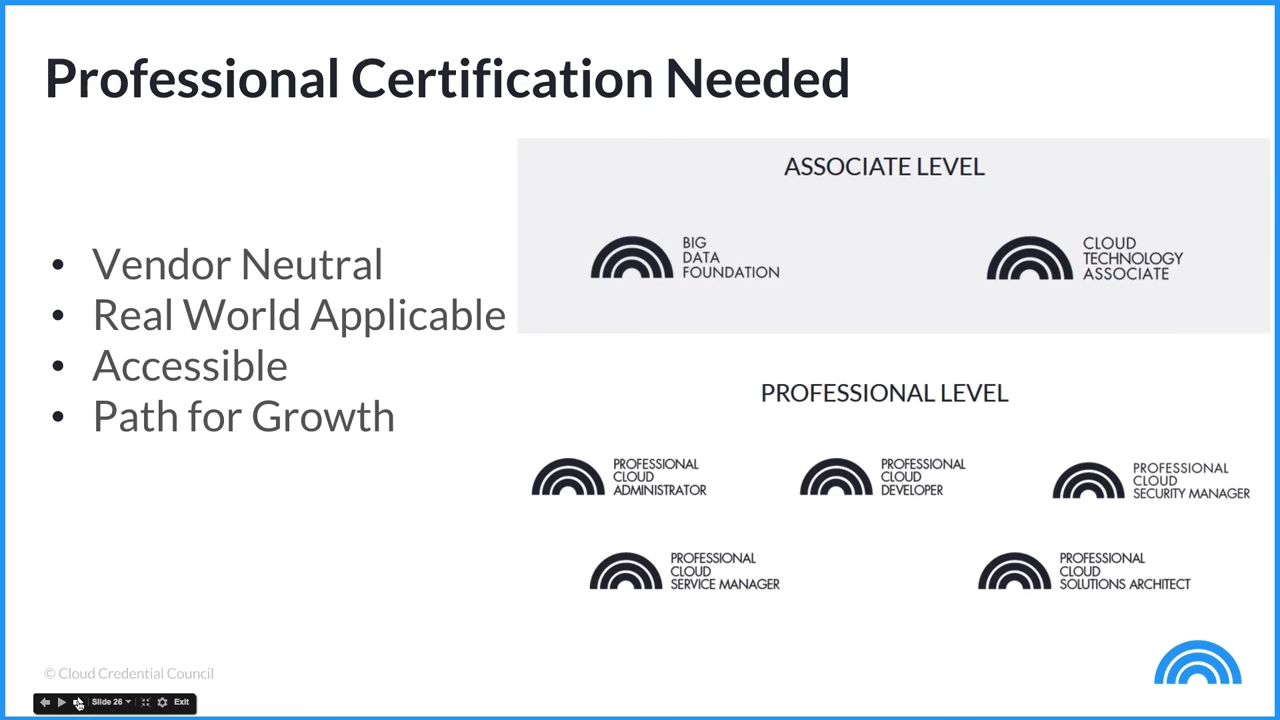 Professional Certification Needed
• Vendor Neutral
• Real World Applicable
• Accessible
• Path for Growth
ASSOCIATE LEVEL
BIG
DATA
FOUNDATION
CLOUD
TECHNOLOGY
ASSOCIATE
PROFESSIONAL LEVEL
PROFESSIONAL
CLOUD
ADMINISTRATOR
PROFESSIONAL
CLOUD
DEVELOPER
PROFESSIONAL
CLOUD
SECURITY MANAGER
PROFESSIONAL
CLOUD
SERVICE MANAGER
PROFESSIONAL
CLOUD
SOLUTIONS ARCHITECT
© Cloud Credential Council
Slide 26
Exit